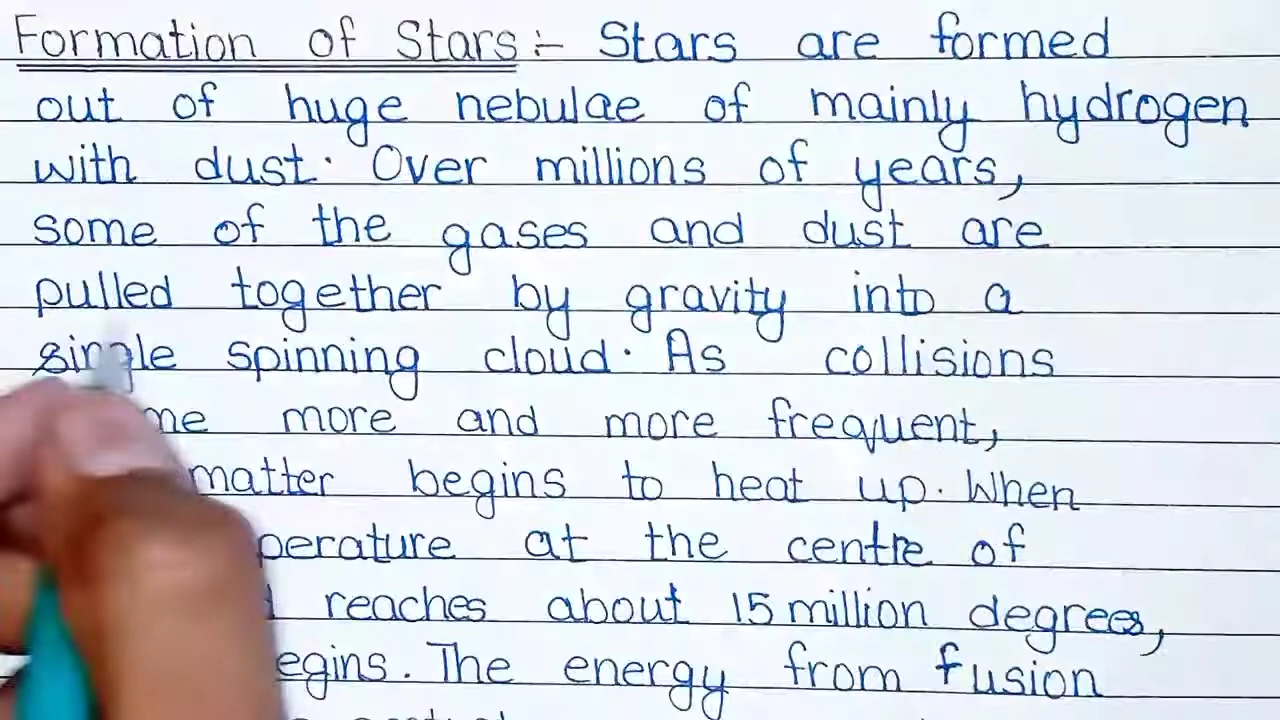 Formation of Stars :- Stars are formed
out of huge nebulae of mainly hydrogen
with dust. Over millions of years,
some of the gases and dust are
pulled together by gravity into a
single spinning cloud. As collisions
me more and more frequent,
matter begins to heat up. When
perature at the centre of
reaches about 15 million degrees,
egins. The energy from fusion